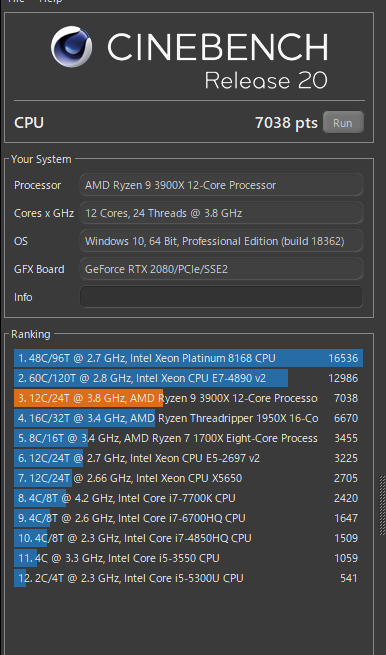 File Help
CINEBENCH
Release 20
CPU 7038 pts Run
Your System
Processor AMD Ryzen 9 3900X 12-Core Processor
Cores x GHz 12 Cores, 24 Threads @ 3.8 GHz
OS Windows 10, 64 Bit, Professional Edition (build 18362)
GFX Board GeForce RTX 2080/PCIe/SSE2
Info
Ranking
1. 48C/96T @ 2.7 GHz, Intel Xeon Platinum 8168 CPU 16536
2. 60C/120T @ 2.8 GHz, Intel Xeon CPU E7-4890 v2 12986
3. 12C/24T @ 3.8 GHz, AMD Ryzen 9 3900X 12-Core Processo 7038
4. 16C/32T @ 3.4 GHz, AMD Ryzen Threadripper 1950X 16-Co 6670
5. 8C/16T @ 3.4 GHz, AMD Ryzen 7 1700X Eight-Core Process 3455
6. 12C/24T @ 2.7 GHz, Intel Xeon CPU E5-2697 v2 3225
7. 12C/24T @ 2.66 GHz, Intel Xeon CPU X5650 2705
8. 4C/8T @ 4.2 GHz, Intel Core i7-7700K CPU 2420
9. 4C/8T @ 2.6 GHz, Intel Core i7-6700HQ CPU 1647
10. 4C/8T @ 2.3 GHz, Intel Core i7-4850HQ CPU 1509
11. 4C @ 3.3 GHz, Intel Core i5-3550 CPU 1059
12. 2C/4T @ 2.3 GHz, Intel Core i5-5300U CPU 541